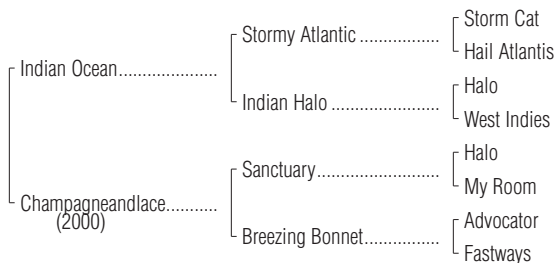 Storm Cat
Stormy Atlantic ..................
Hail Atlantis
Indian Ocean.....................
Halo
Indian Halo ........................
West Indies
Halo
Sanctuary...........................
My Room
Champagneandlace...........
(2000)
Advocator
Breezing Bonnet.................
Fastways